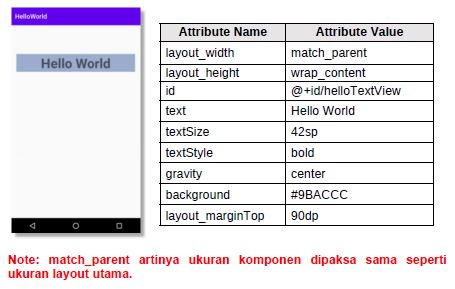 HelloWorld
Hello World
Attribute Name Attribute Value
layout_width match_parent
layout_height wrap_content
id @+id/helloTextView
text Hello World
textSize 42sp
textStyle bold
gravity center
background #9BACCC
layout_marginTop 90dp
Note: match_parent artinya ukuran komponen dipaksa sama seperti
ukuran layout utama.